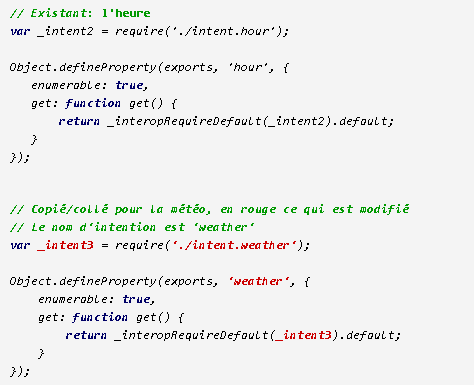 // Existant: l'heure
var _intent2 = require('./intent.hour');
Object.defineProperty(exports, 'hour', {
enumerable: true,
get: function get() {
return _interopRequireDefault(_intent2).default;
}
});
// Copié/collé pour la météo, en rouge ce qui est modifié
// Le nom d'intention est 'weather'
var _intent3 = require('./intent.weather');
Object.defineProperty(exports, 'weather', {
enumerable: true,
get: function get() {
return _interopRequireDefault(_intent3).default;
}
});